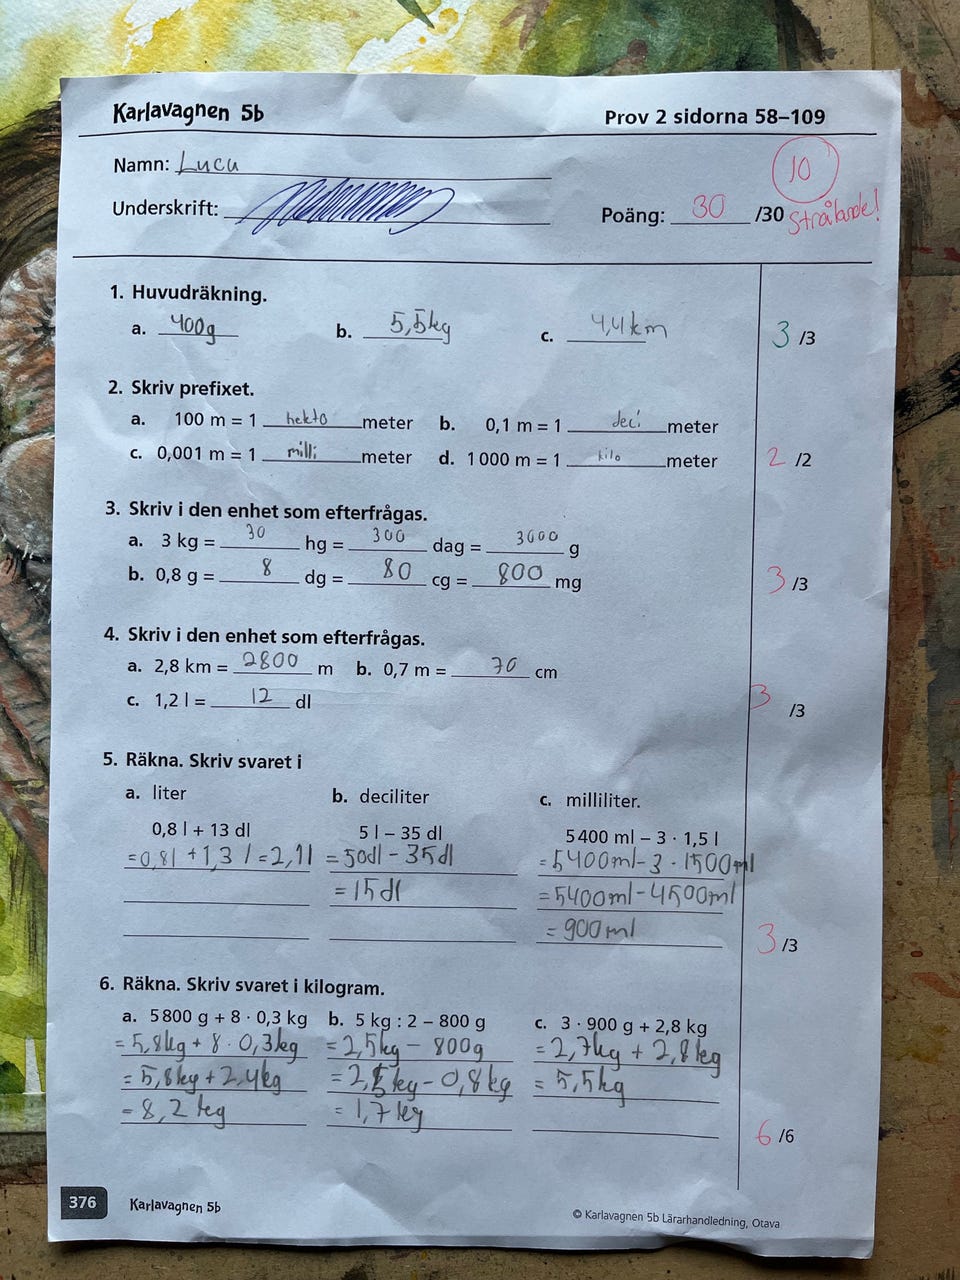 Karlavagnen 5b Prov 2 sidorna 58–109
Namn: Lucu 10
Underskrift: Poäng: 30 /30 Strålande!
1. Huvudräkning.
a. 400g b. 5,5kg c. 4,4km 3 /3
2. Skriv prefixet.
a. 100 m = 1 hekto meter b. 0,1 m = 1 deci meter
c. 0,001 m = 1 milli meter d. 1 000 m = 1 kilo meter 2 /2
3. Skriv i den enhet som efterfrågas.
a. 3 kg = 30 hg = 300 dag = 3000 g
b. 0,8 g = 8 dg = 80 cg = 800 mg 3 /3
4. Skriv i den enhet som efterfrågas.
a. 2,8 km = 2800 m b. 0,7 m = 70 cm
c. 1,2 l = 12 dl 3 /3
5. Räkna. Skriv svaret i
a. liter b. deciliter c. milliliter.
0,8 l + 13 dl 5 l – 35 dl 5 400 ml – 3 · 1,5 l
=0,8l +1,3 l =2,1l =50dl - 35dl =5400ml-3·1500ml
=15dl =5400ml-4500ml
=900ml 3 /3
6. Räkna. Skriv svaret i kilogram.
a. 5 800 g + 8 · 0,3 kg b. 5 kg : 2 – 800 g c. 3 · 900 g + 2,8 kg
=5,8kg + 8 · 0,3kg =2,5kg - 800g =2,7kg + 2,8kg
=5,8kg+2,4kg =2,5kg-0,8kg =5,5kg
=8,2kg =1,7kg 6 /6
376 Karlavagnen 5b © Karlavagnen 5b Lärarhandledning, Otava